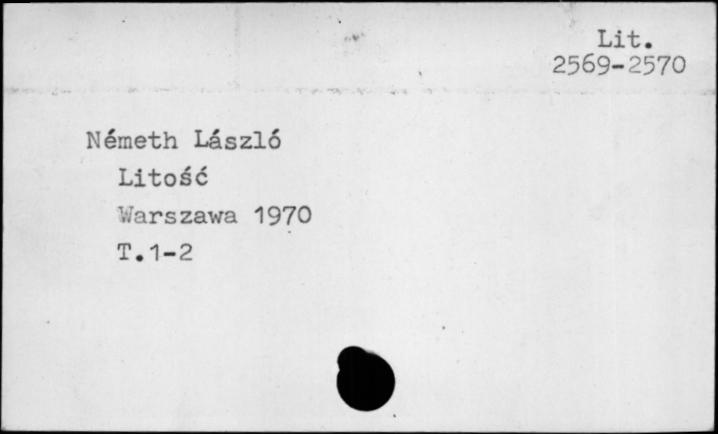 Lit.
2569-2570
Németh László
Litość
Warszawa 1970
T.1-2